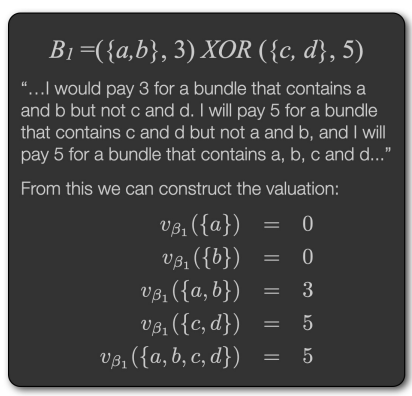 B₁ =({a,b}, 3) XOR ({c, d}, 5)
“…I would pay 3 for a bundle that contains a
and b but not c and d. I will pay 5 for a bundle
that contains c and d but not a and b, and I will
pay 5 for a bundle that contains a, b, c and d...”
From this we can construct the valuation:
v_β₁({a}) = 0
v_β₁({b}) = 0
v_β₁({a, b}) = 3
v_β₁({c, d}) = 5
v_β₁({a, b, c, d}) = 5